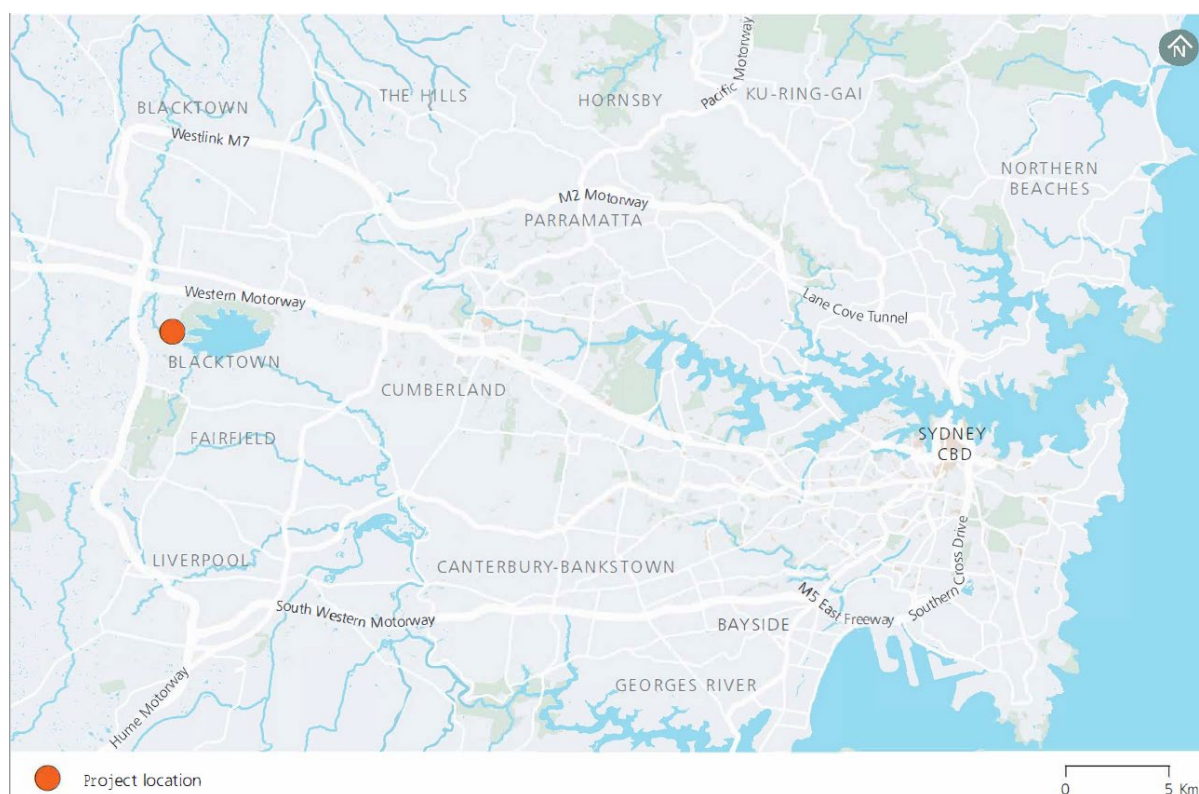 N
BLACKTOWN
THE HILLS
HORNSBY
Pacific Motorway
KU-RING-GAI
Westlink M7
NORTHERN
BEACHES
M2 Motorway
PARRAMATTA
Western Motorway
Lane Cove Tunnel
BLACKTOWN
CUMBERLAND
FAIRFIELD
SYDNEY
CBD
LIVERPOOL
CANTERBURY-BANKSTOWN
Southern Cross Drive
South Western Motorway
M5 East Freeway
BAYSIDE
GEORGES RIVER
Hume Motorway
Project location
0 5 Km